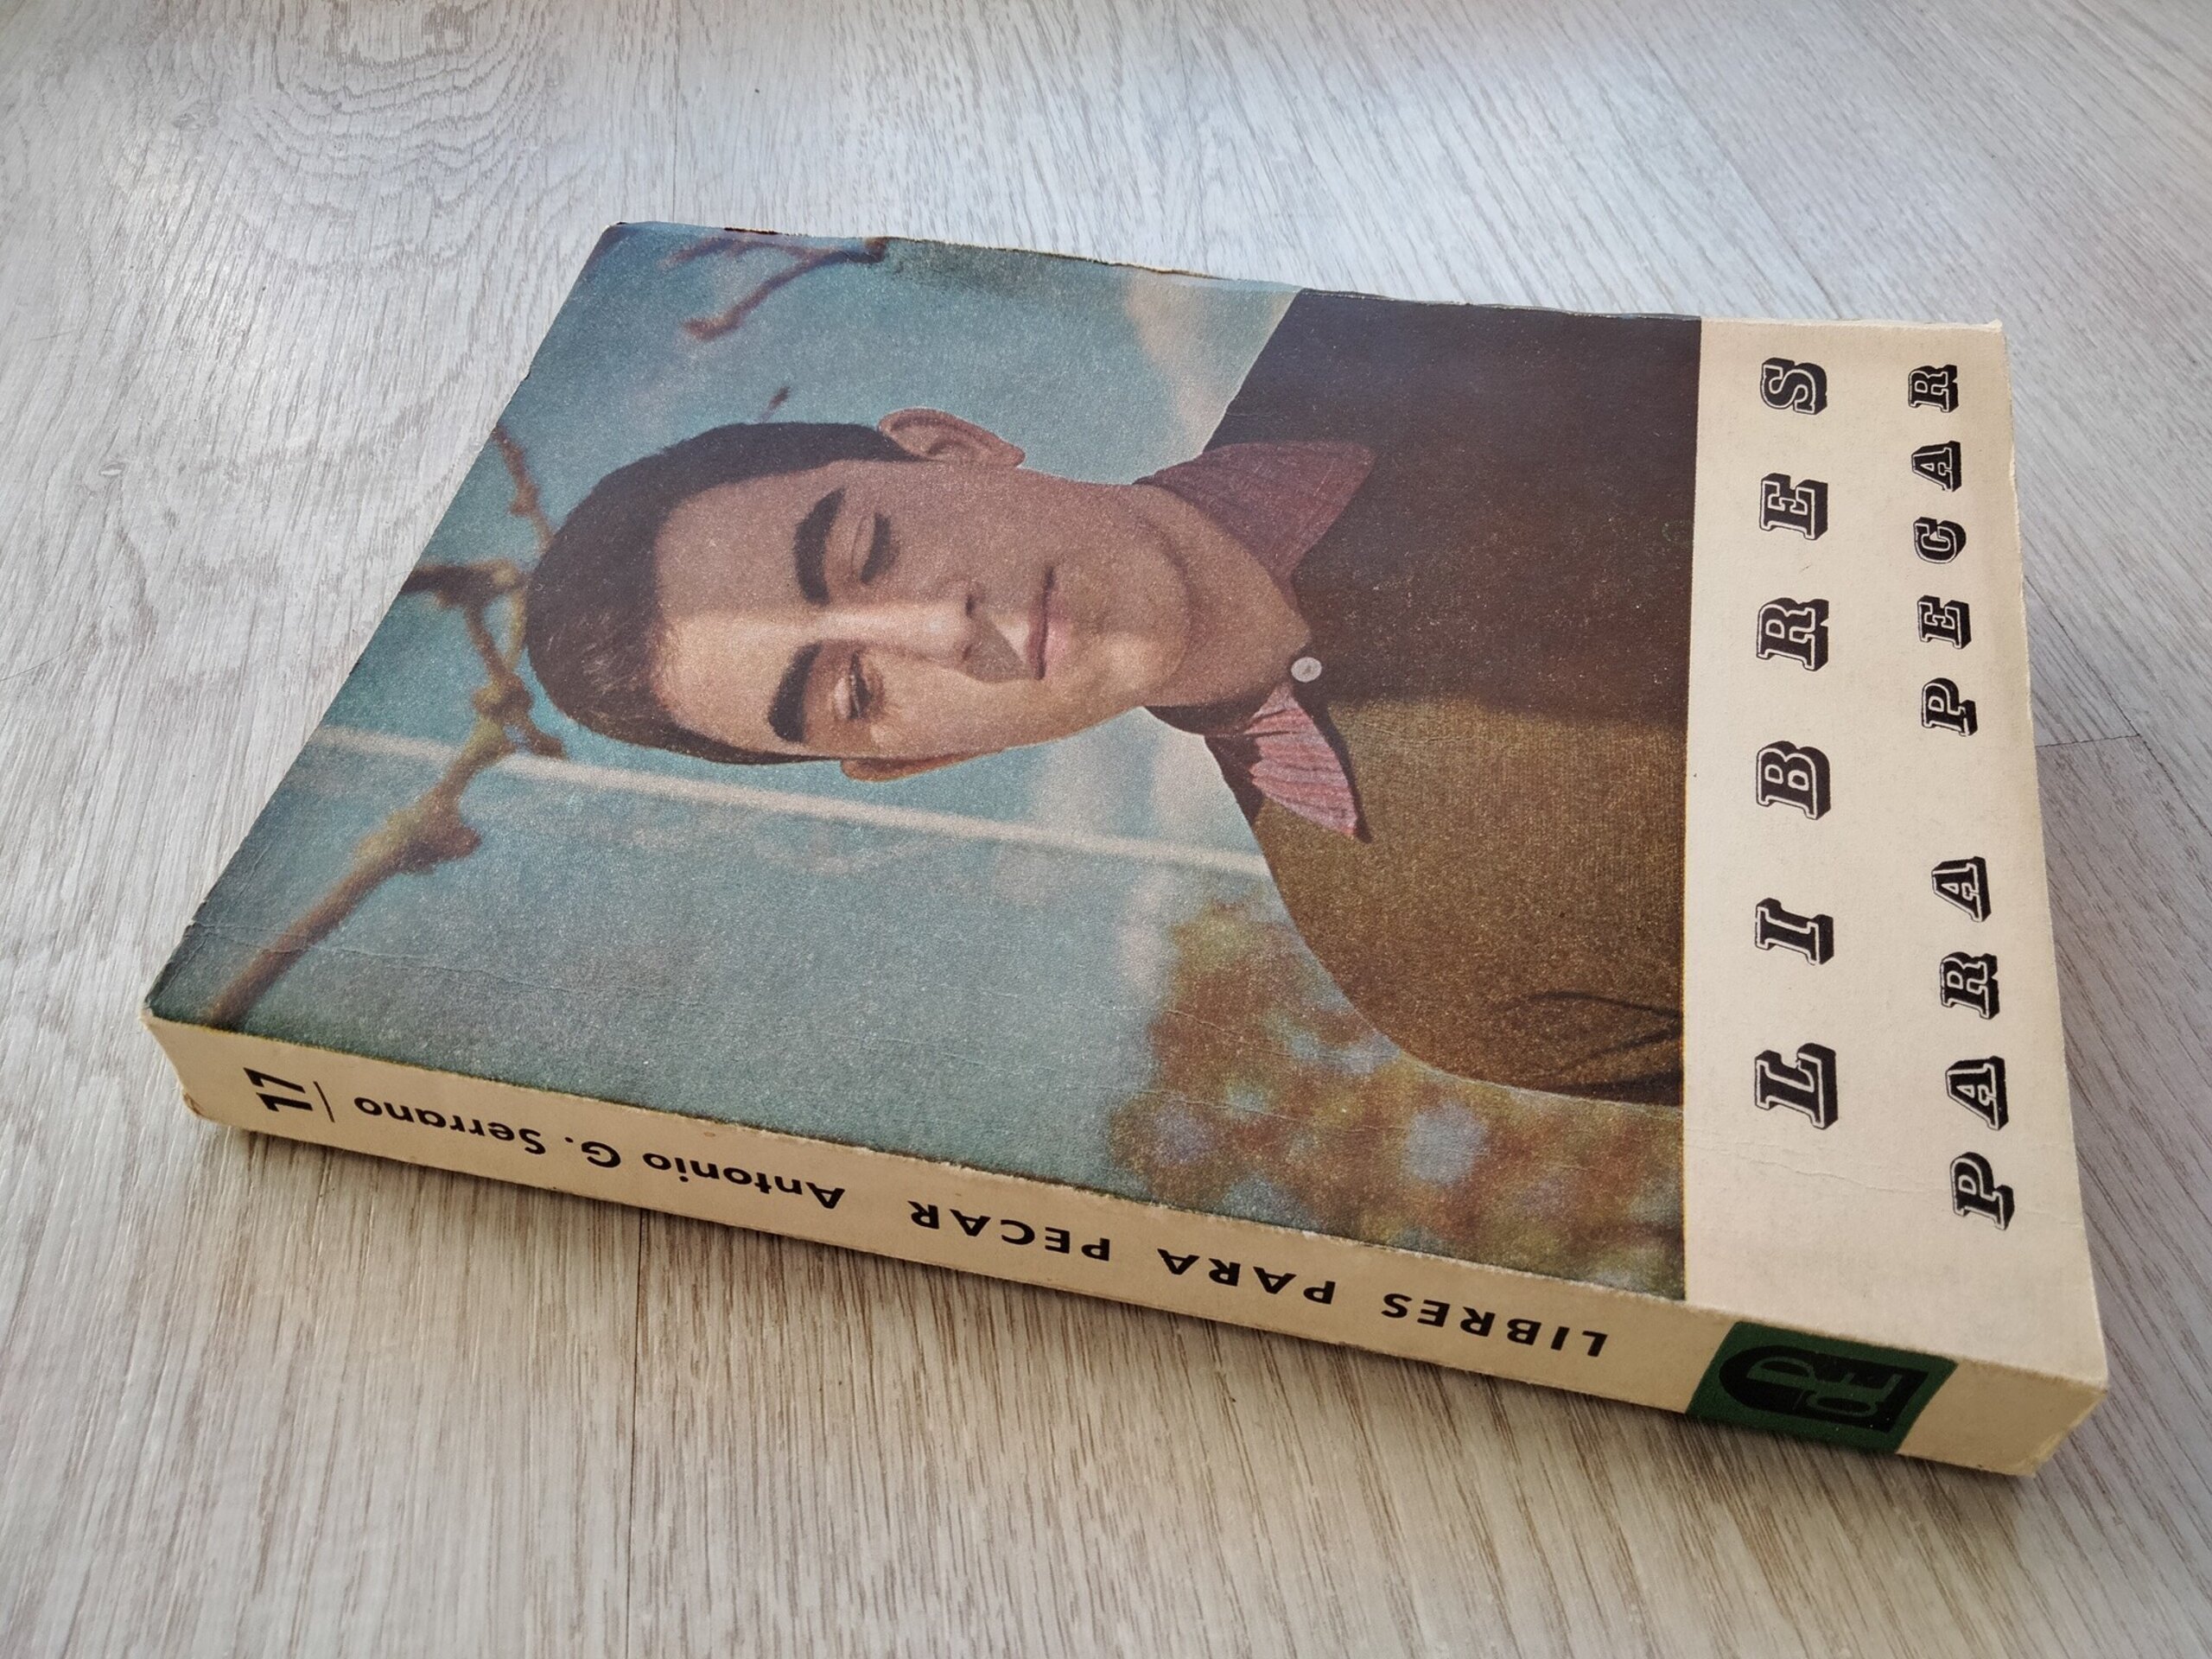 LIBRES
PARA PECAR
LIBRES PARA PECAR Antonio G. Serrano
17